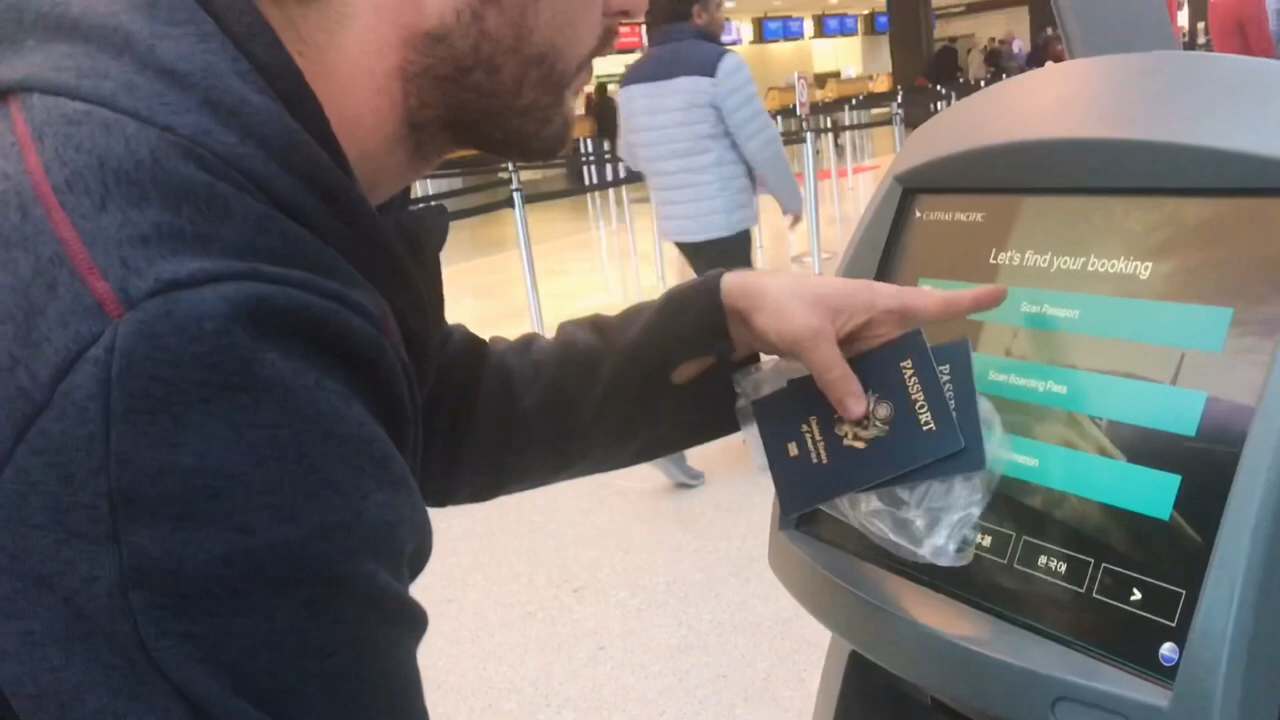 CATHAY PACIFIC
Let's find your booking
Scan Passport
Scan Boarding Pass
한국어
>
PASSPORT
United States
of America